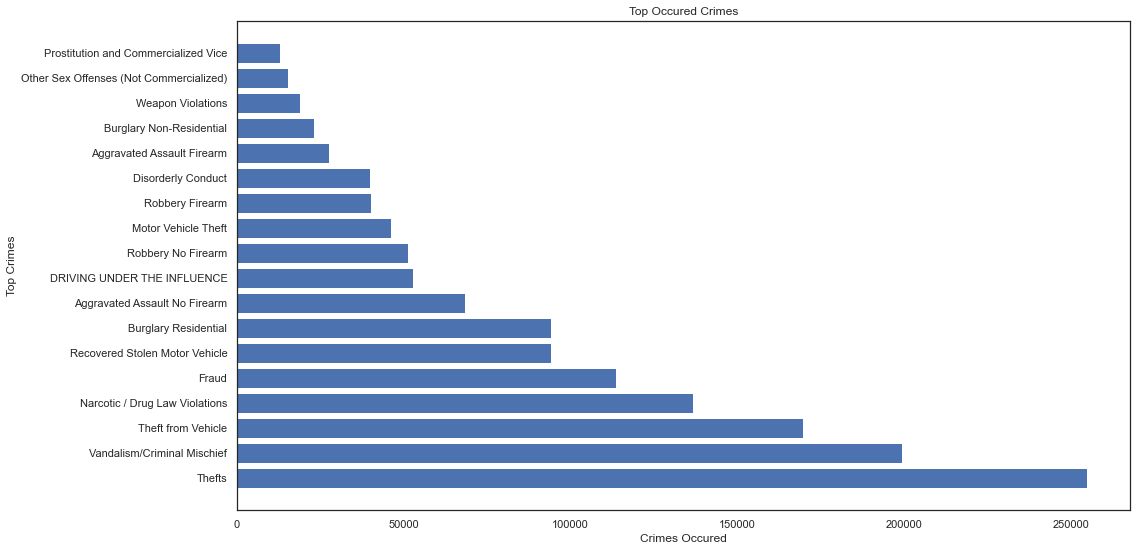 Top Occured Crimes
Top Crimes
Prostitution and Commercialized Vice
Other Sex Offenses (Not Commercialized)
Weapon Violations
Burglary Non-Residential
Aggravated Assault Firearm
Disorderly Conduct
Robbery Firearm
Motor Vehicle Theft
Robbery No Firearm
DRIVING UNDER THE INFLUENCE
Aggravated Assault No Firearm
Burglary Residential
Recovered Stolen Motor Vehicle
Fraud
Narcotic / Drug Law Violations
Theft from Vehicle
Vandalism/Criminal Mischief
Thefts
0 50000 100000 150000 200000 250000
Crimes Occured